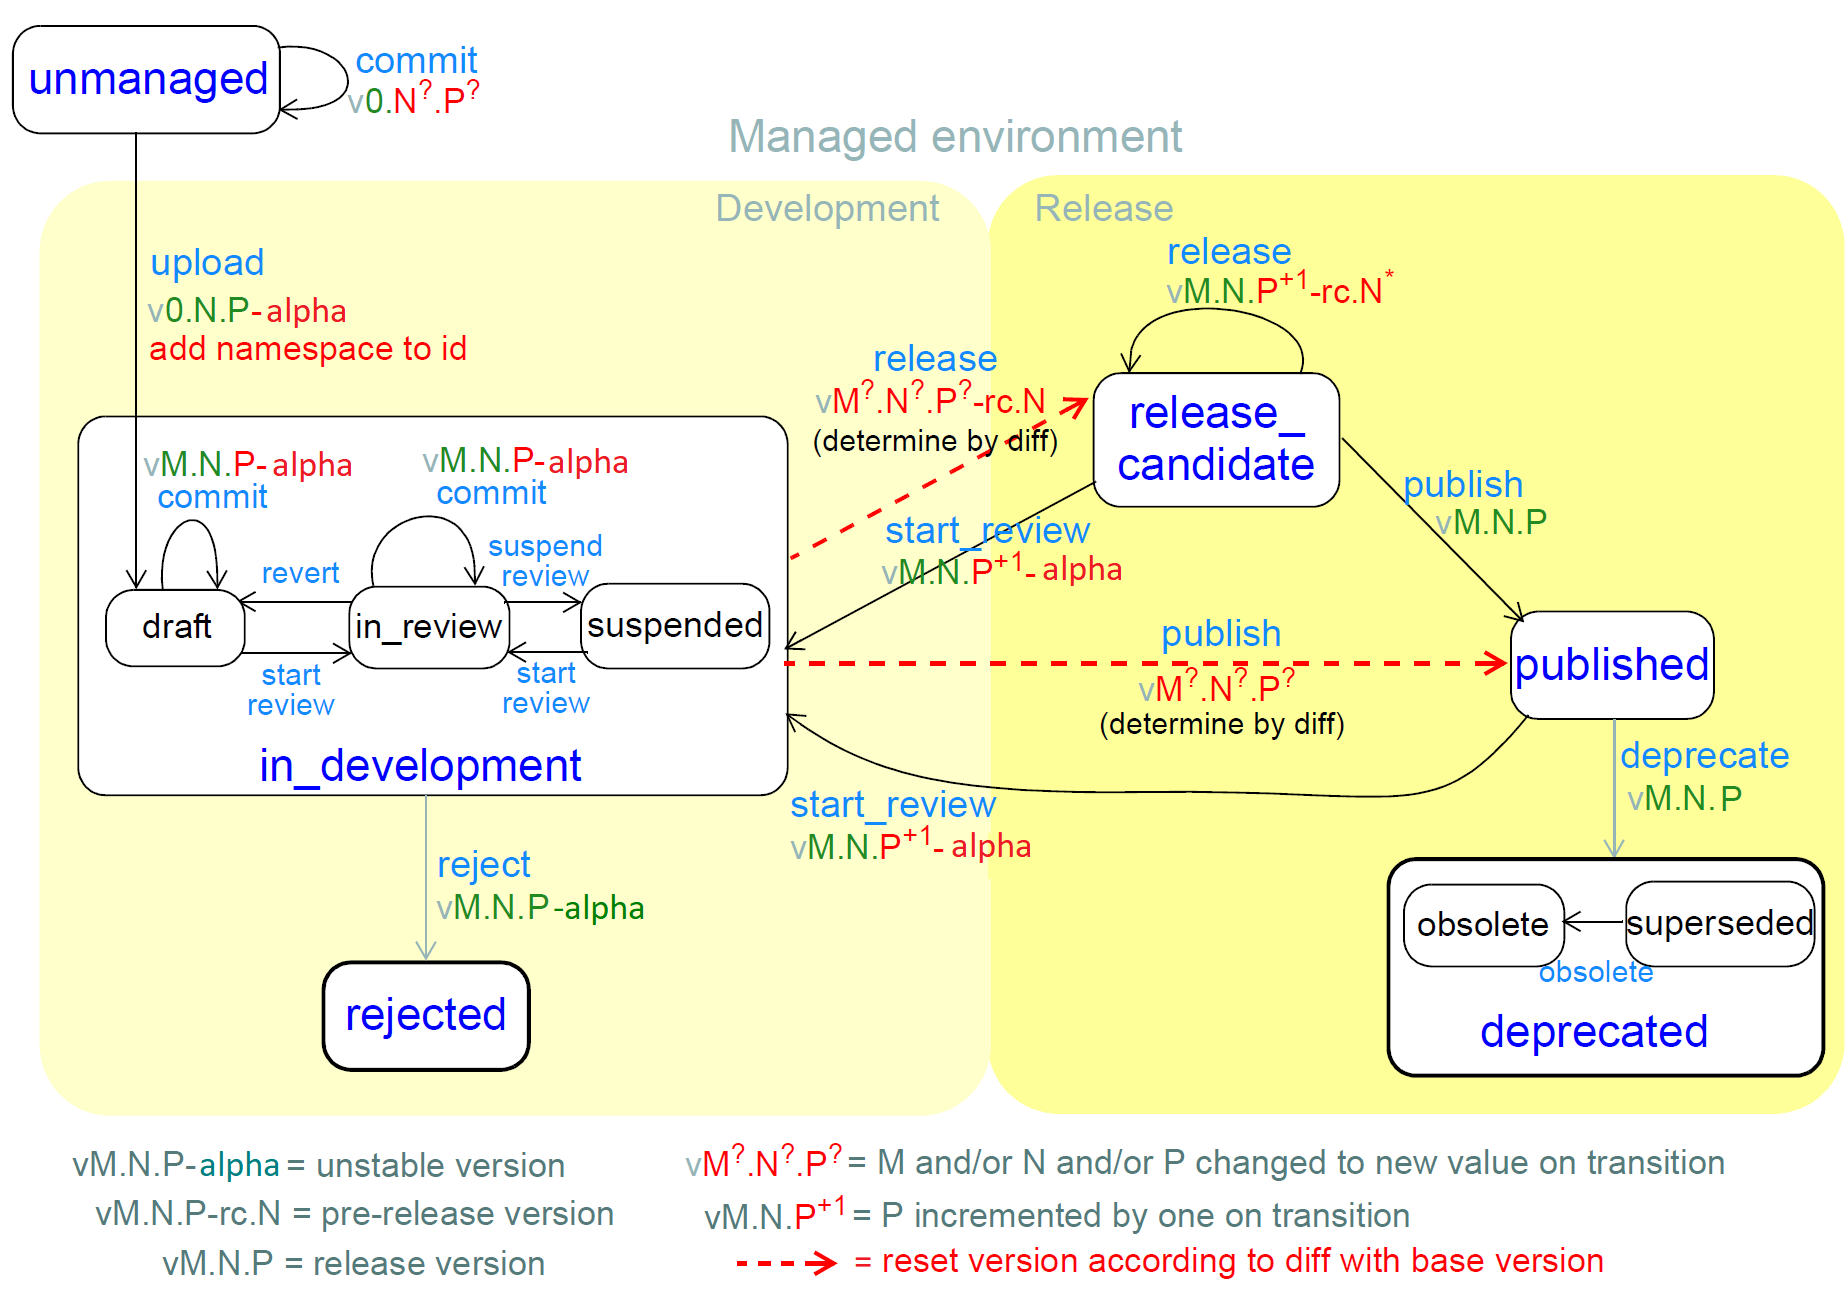 unmanaged
commit
v0.N?.P?
Managed environment
Development
Release
upload
v0.N.P-alpha
add namespace to id
release
vM.N.P+1-rc.N*
release
vM?.N?.P?-rc.N
(determine by diff)
release_
candidate
vM.N.P-alpha
commit
vM.N.P-alpha
commit
suspend
review
revert
draft
in_review
suspended
start
review
start
review
in_development
start_review
vM.N.P+1-alpha
publish
vM.N.P
publish
vM?.N?.P?
(determine by diff)
published
start_review
vM.N.P+1-alpha
deprecate
vM.N.P
reject
vM.N.P-alpha
rejected
obsolete
superseded
obsolete
deprecated
vM.N.P-alpha = unstable version
vM.N.P-rc.N = pre-release version
vM.N.P = release version
vM?.N?.P? = M and/or N and/or P changed to new value on transition
vM.N.P+1 = P incremented by one on transition
= reset version according to diff with base version